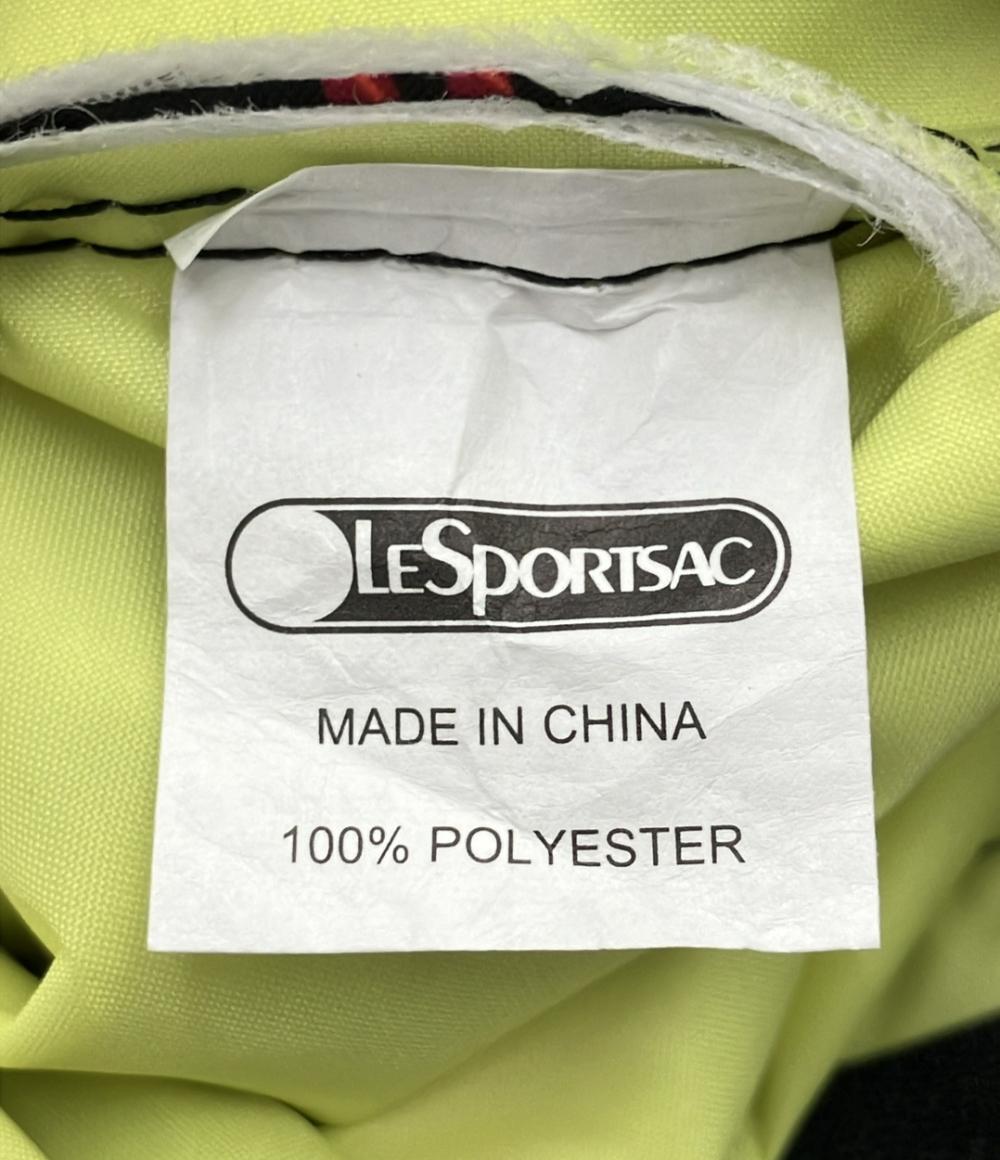 LESPORTSAC
MADE IN CHINA
100% POLYESTER